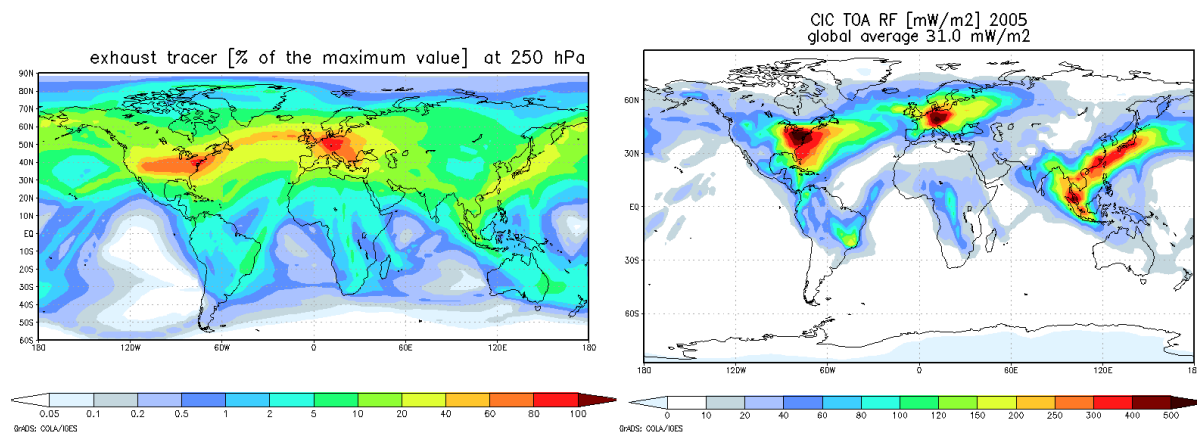 exhaust tracer [% of the maximum value] at 250 hPa
90N
80N
70N
60N
50N
40N
30N
20N
10N
EQ
10S
20S
30S
40S
50S
60S
180 120W 60W 0 60E 120E 180
0.05 0.1 0.2 0.5 1 2 5 10 20 40 60 80 100
GrADS: COLA/IGES
CIC TOA RF [mW/m2] 2005
global average 31.0 mW/m2
60N
30N
EQ
30S
60S
180 120W 60W 0 60E 120E 180
0 10 20 40 60 80 100 120 150 200 250 300 400 500
GrADS: COLA/IGES